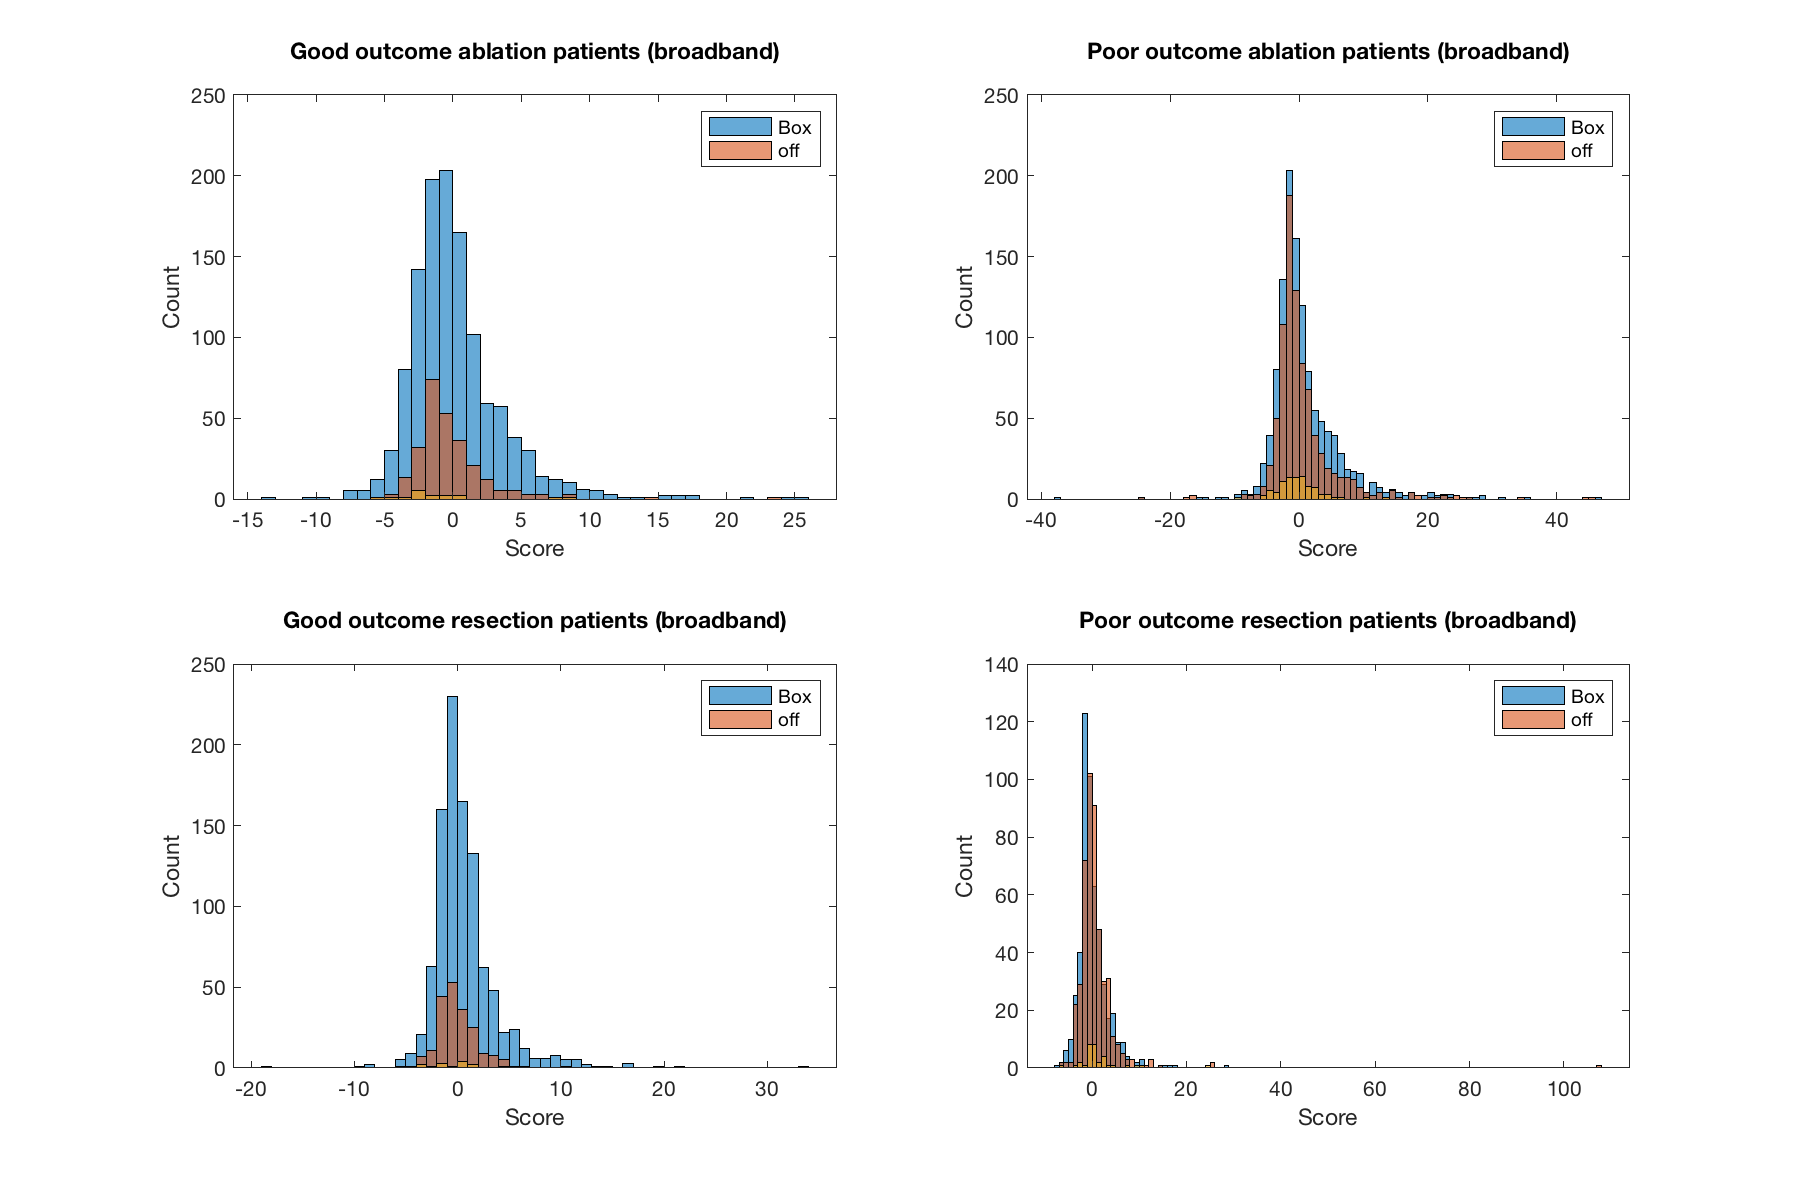 Good outcome ablation patients (broadband)
250
200
150
100
50
0
Count
-15 -10 -5 0 5 10 15 20 25
Score
Box
off
Poor outcome ablation patients (broadband)
250
200
150
100
50
0
Count
-40 -20 0 20 40
Score
Box
off
Good outcome resection patients (broadband)
250
200
150
100
50
0
Count
-20 -10 0 10 20 30
Score
Box
off
Poor outcome resection patients (broadband)
140
120
100
80
60
40
20
0
Count
0 20 40 60 80 100
Score
Box
off